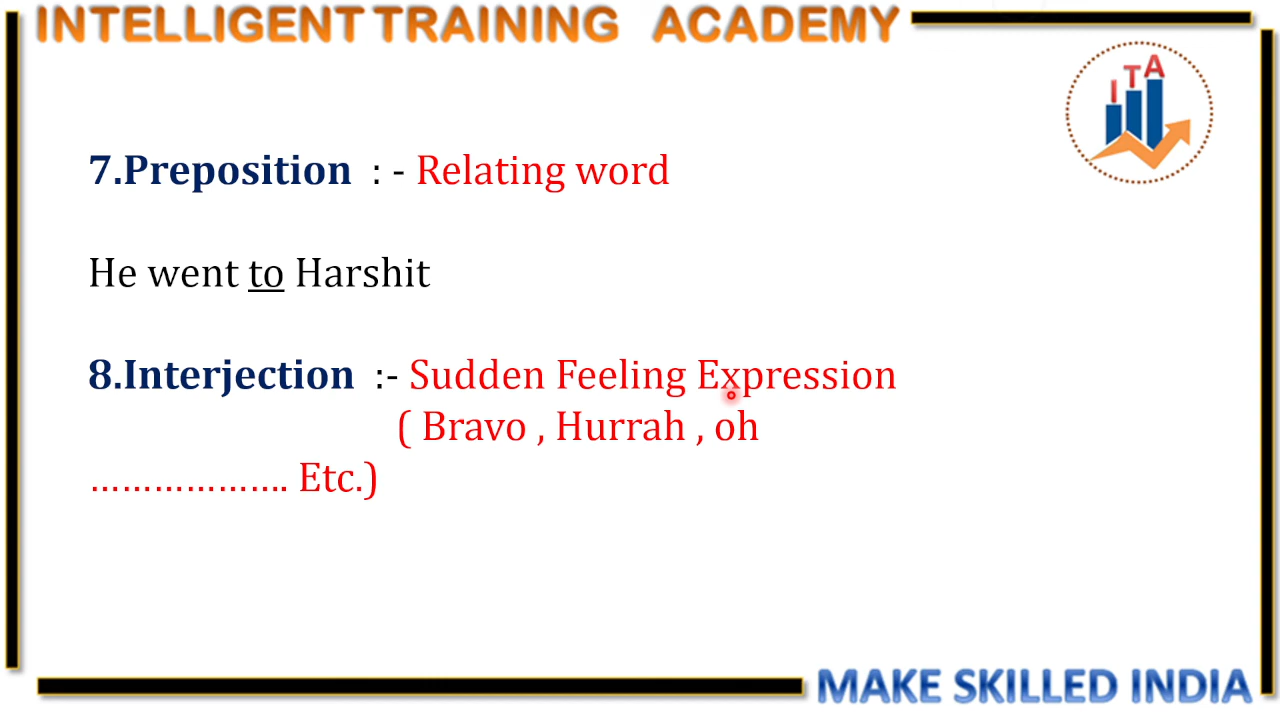 INTELLIGENT TRAINING ACADEMY
ITA
7.Preposition : - Relating word
He went to Harshit
8.Interjection :- Sudden Feeling Expression
( Bravo , Hurrah , oh
………………. Etc.)
MAKE SKILLED INDIA